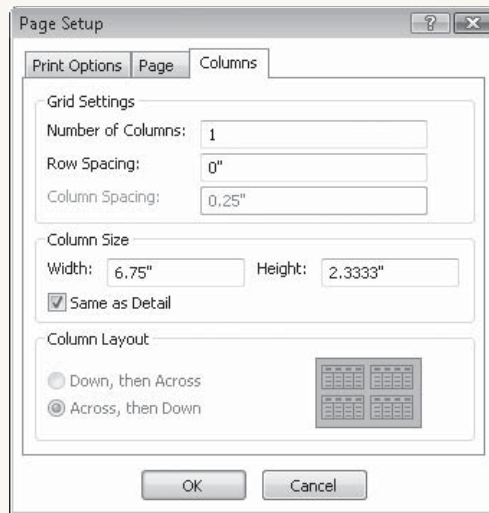 Page Setup
Print Options Page Columns
Grid Settings
Number of Columns: 1
Row Spacing: 0"
Column Spacing: 0.25"
Column Size
Width: 6.75" Height: 2.3333"
Same as Detail
Column Layout
Down, then Across
Across, then Down
OK Cancel